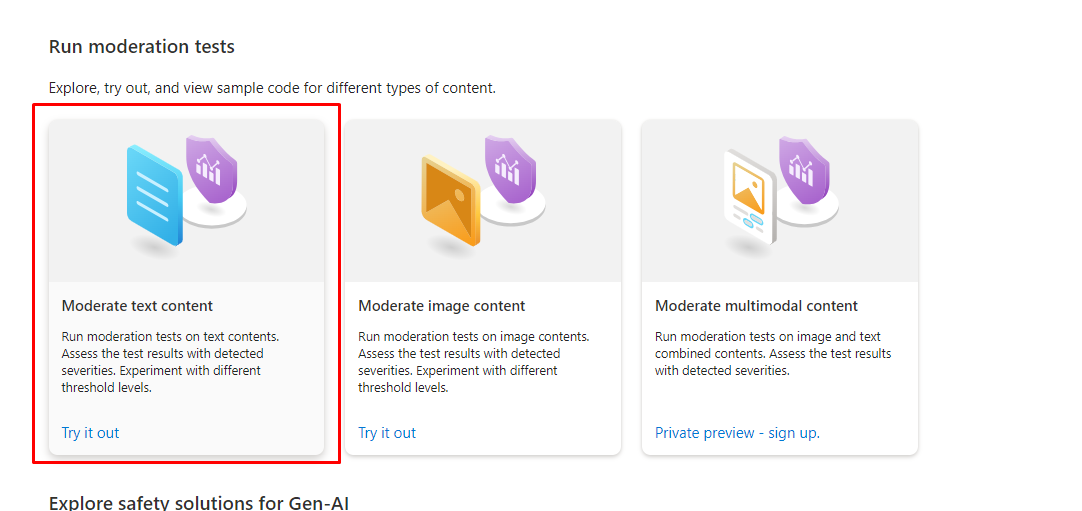 Run moderation tests
Explore, try out, and view sample code for different types of content.
Moderate text content
Run moderation tests on text contents.
Assess the test results with detected
severities. Experiment with different
threshold levels.
Try it out
Moderate image content
Run moderation tests on image contents.
Assess the test results with detected
severities. Experiment with different
threshold levels.
Try it out
Moderate multimodal content
Run moderation tests on image and text
combined contents. Assess the test results
with detected severities.
Private preview - sign up.
Explore safety solutions for Gen-AI